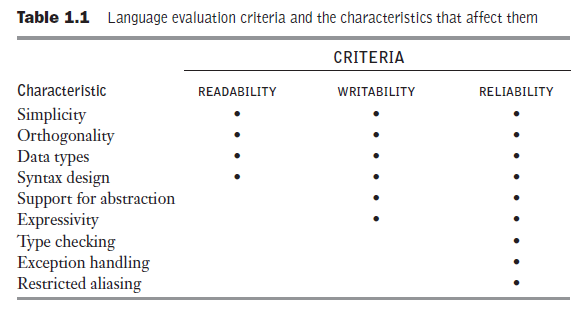 Table 1.1 Language evaluation criteria and the characteristics that affect them
CRITERIA
Characteristic READABILITY WRITABILITY RELIABILITY
Simplicity • • •
Orthogonality • • •
Data types • • •
Syntax design • • •
Support for abstraction • •
Expressivity • •
Type checking •
Exception handling •
Restricted aliasing •